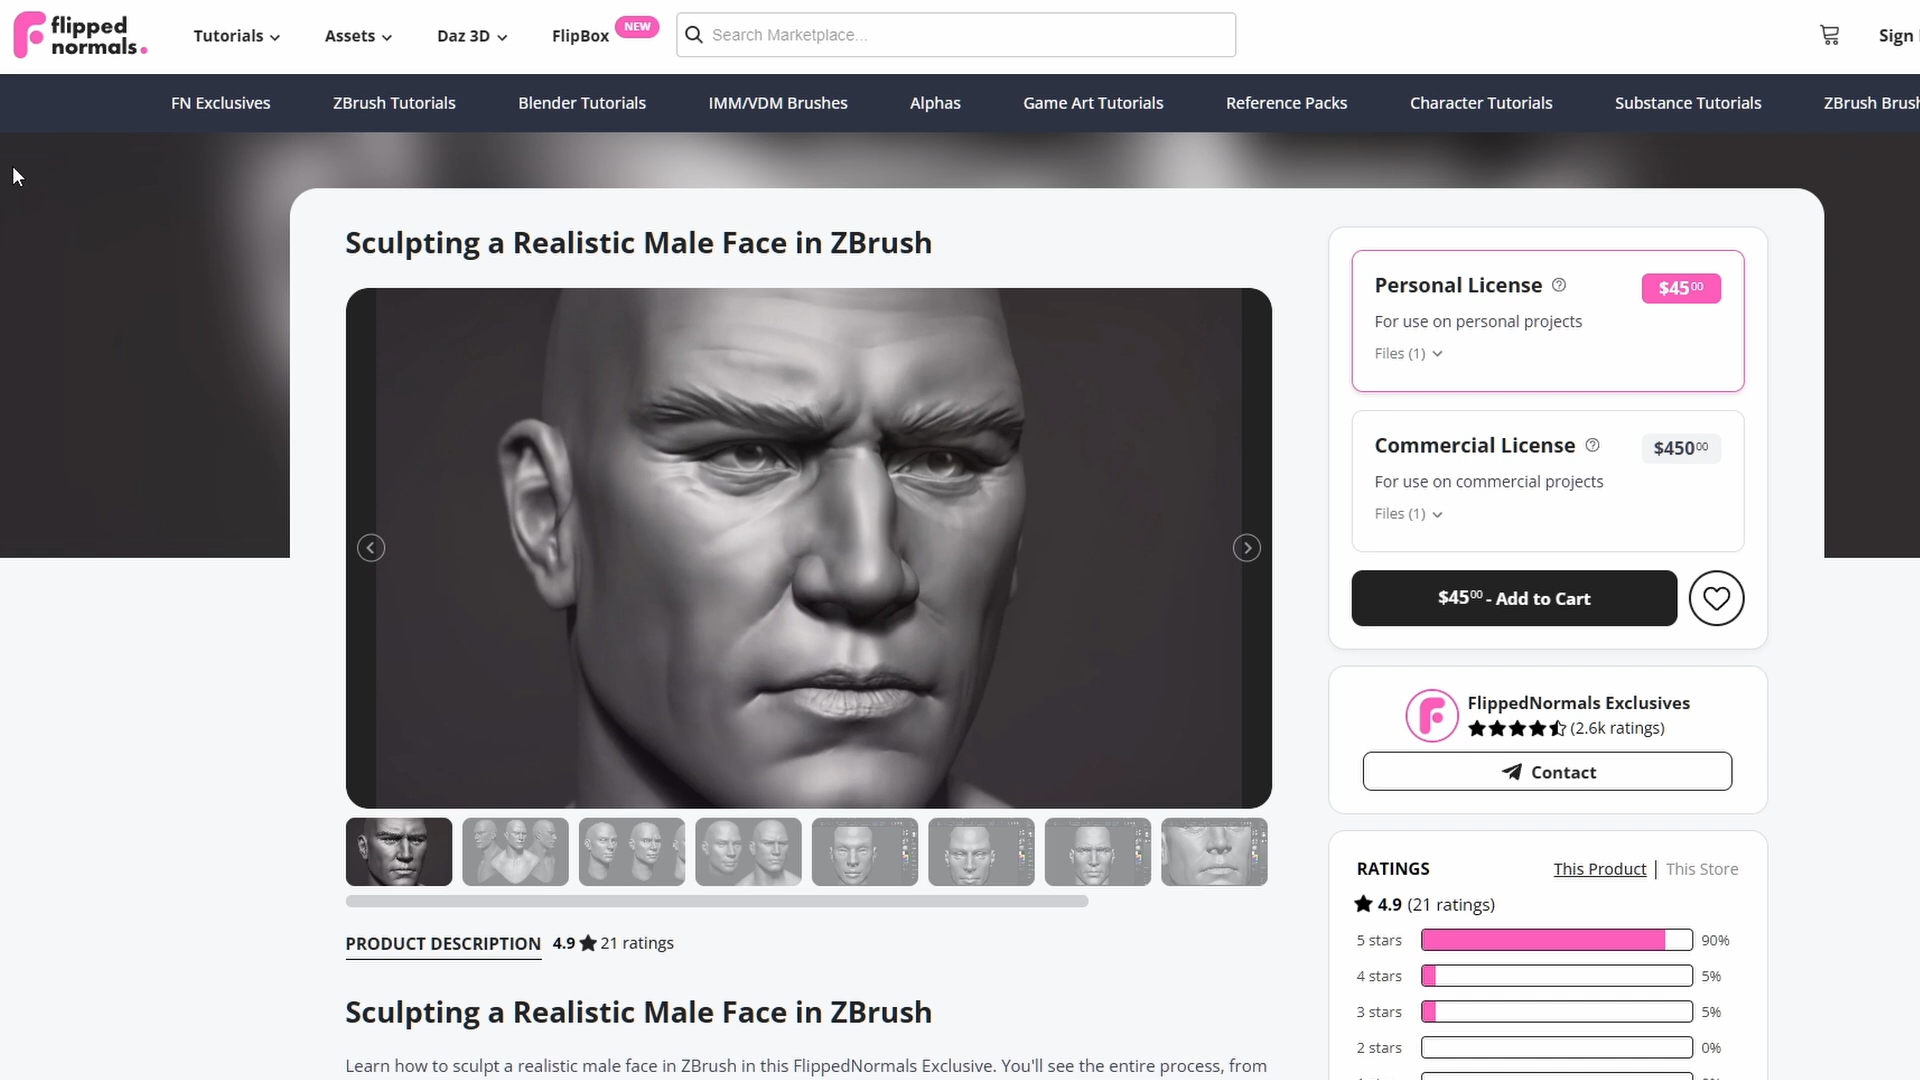 flipped
normals.
Tutorials
Assets
Daz 3D
FlipBox
NEW
Search Marketplace...
Sign
FN Exclusives
ZBrush Tutorials
Blender Tutorials
IMM/VDM Brushes
Alphas
Game Art Tutorials
Reference Packs
Character Tutorials
Substance Tutorials
ZBrush Brush
Sculpting a Realistic Male Face in ZBrush
Personal License
$45 00
For use on personal projects
Files (1)
Commercial License
$450 00
For use on commercial projects
Files (1)
$45 00 - Add to Cart
FlippedNormals Exclusives
(2.6k ratings)
Contact
RATINGS
This Product | This Store
4.9 (21 ratings)
5 stars 90%
4 stars 5%
3 stars 5%
2 stars 0%
PRODUCT DESCRIPTION 4.9 ★ 21 ratings
Sculpting a Realistic Male Face in ZBrush
Learn how to sculpt a realistic male face in ZBrush in this FlippedNormals Exclusive. You'll see the entire process, from